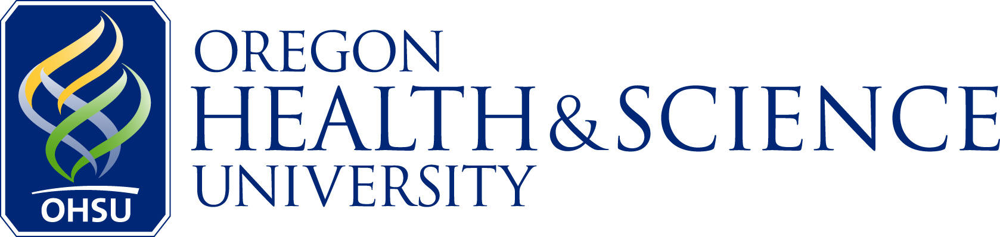 OHSU
OREGON
HEALTH & SCIENCE
UNIVERSITY